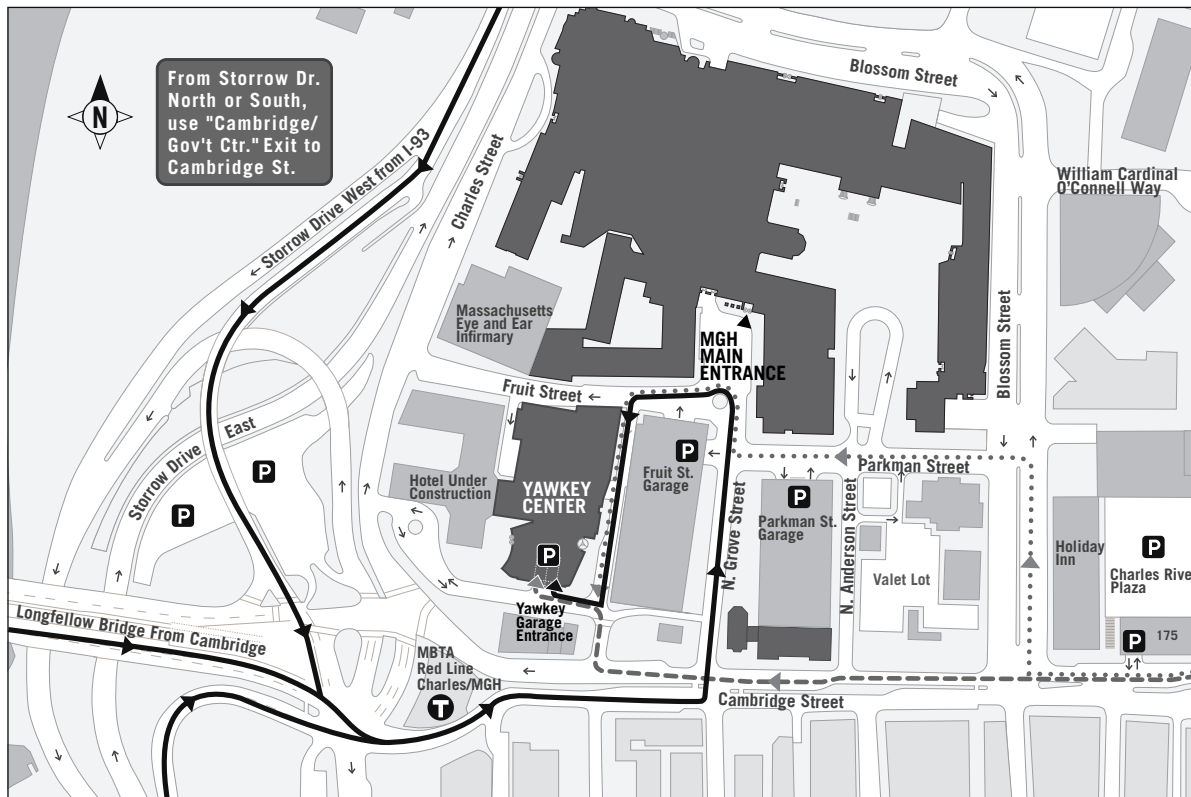 Blossom Street
N
From Storrow Dr.
North or South,
use "Cambridge/
Gov't Ctr." Exit to
Cambridge St.
← Storrow Drive West from I-93
Charles Street
William Cardinal
O'Connell Way
Massachusetts
Eye and Ear
Infirmary
MGH
MAIN
ENTRANCE
Blossom Street
Fruit Street ←
Storrow Drive East
P
P
Hotel Under
Construction
YAWKEY
CENTER
P
Fruit St.
Garage
P
Parkman Street
P
Parkman St.
Garage
N. Grove Street
N. Anderson Street
Valet Lot
Holiday
Inn
P
Charles River
Plaza
P
175
P
Yawkey
Garage
Entrance
Longfellow Bridge From Cambridge
MBTA
Red Line
Charles/MGH
T
Cambridge Street